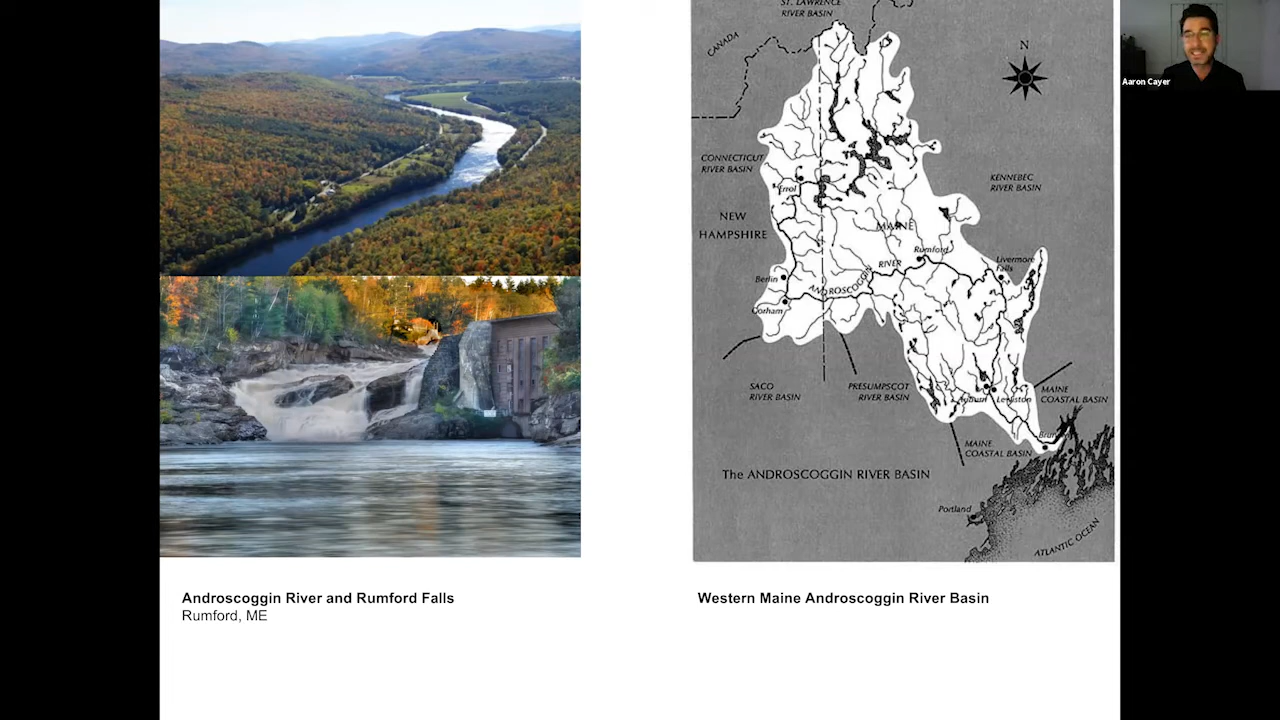 Androscoggin River and Rumford Falls
Rumford, ME
ST. LAWRENCE
RIVER BASIN
CANADA
N
CONNECTICUT
RIVER BASIN
KENNEBEC
RIVER BASIN
Errol
NEW
HAMPSHIRE
MAINE
Rumford
RIVER
Livermore
Falls
Berlin
ANDROSCOGGIN
Gorham
SACO
RIVER BASIN
PRESUMPSCOT
RIVER BASIN
MAINE
COASTAL BASIN
Auburn
Lewiston
MAINE
COASTAL BASIN
The ANDROSCOGGIN RIVER BASIN
Portland
ATLANTIC OCEAN
Western Maine Androscoggin River Basin
Aaron Cayer